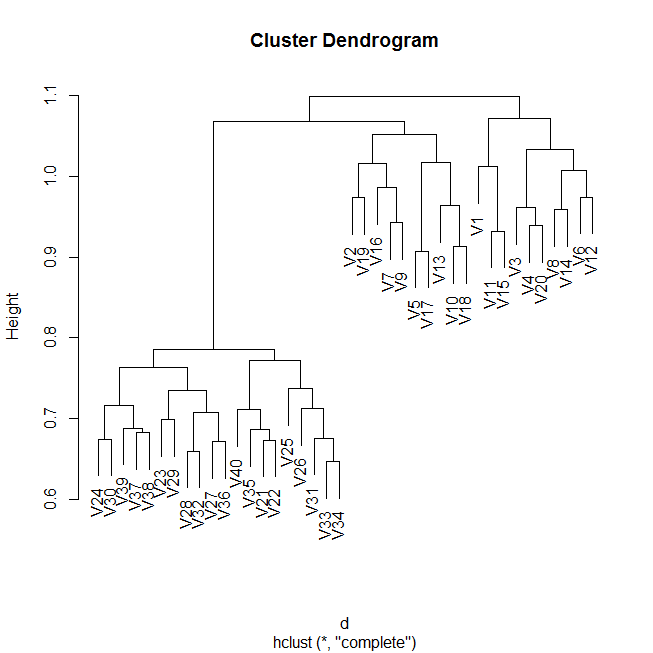 Cluster Dendrogram
Height
1.1
1.0
0.9
0.8
0.7
0.6
V24
V30
V39
V37
V38
V23
V29
V28
V32
V27
V36
V40
V35
V21
V22
V25
V26
V31
V33
V34
V2
V19
V16
V7
V9
V5
V17
V13
V10
V18
V1
V11
V15
V3
V4
V20
V8
V14
V6
V12
d
hclust (*, "complete")